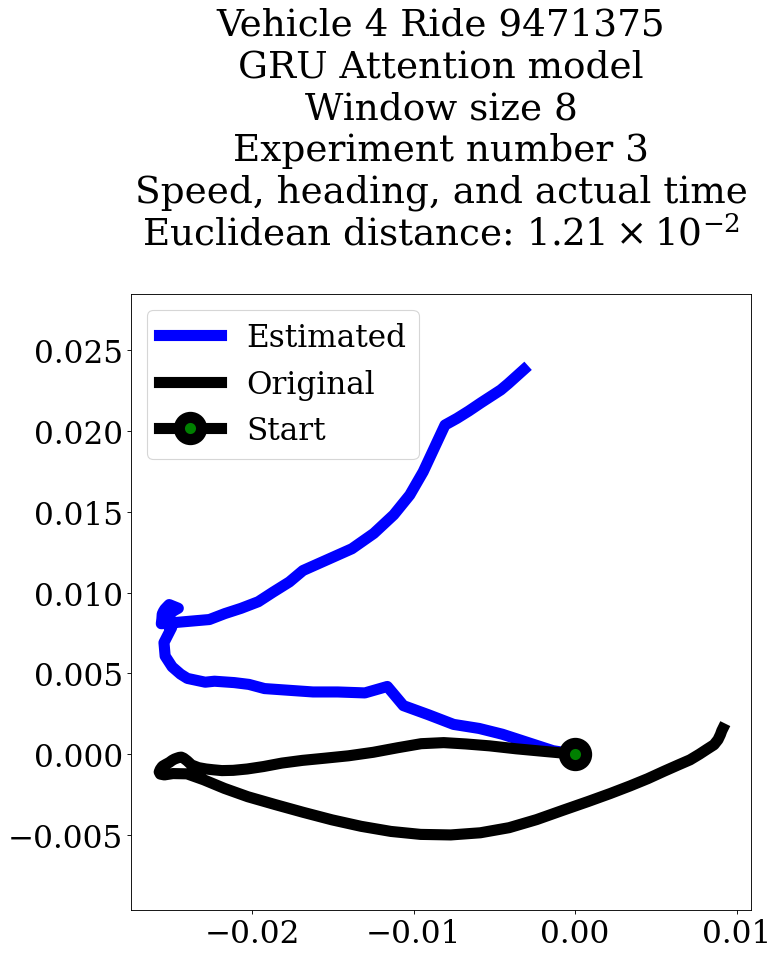 Vehicle 4 Ride 9471375
GRU Attention model
Window size 8
Experiment number 3
Speed, heading, and actual time
Euclidean distance: 1.21 × 10⁻²
Estimated
Original
Start
0.025
0.020
0.015
0.010
0.005
0.000
−0.005
−0.02
−0.01
0.00
0.01